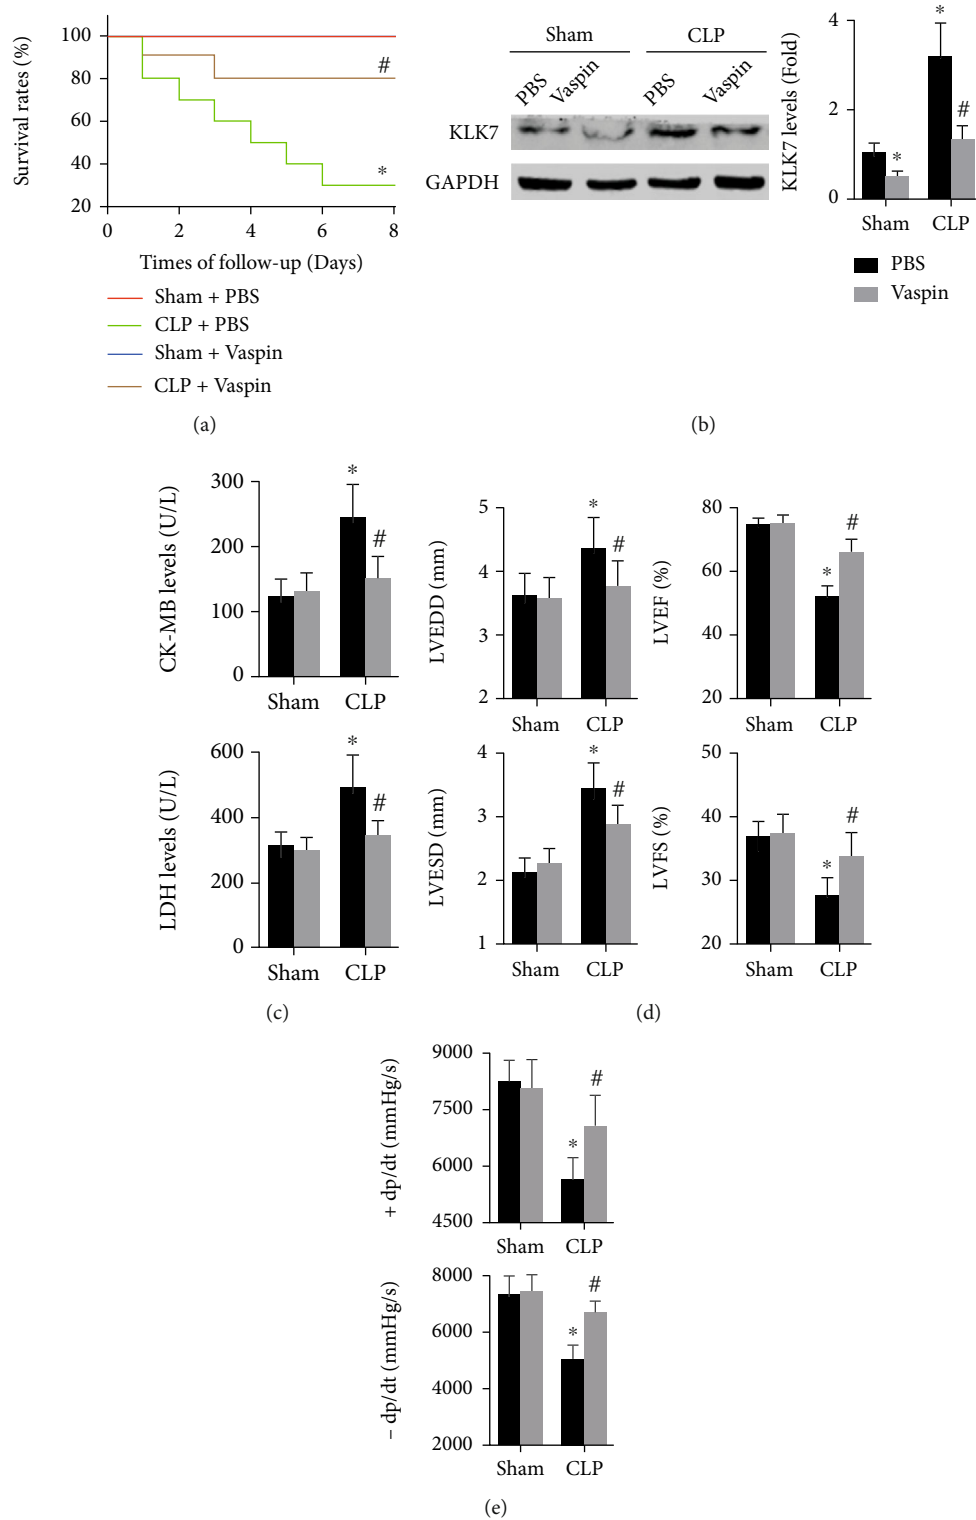 Survival rates (%)
100
80
60
40
20
#
*
0
2
4
6
8
Times of follow-up (Days)
Sham + PBS
CLP + PBS
Sham + Vaspin
CLP + Vaspin
(a)
Sham
CLP
PBS
Vaspin
PBS
Vaspin
KLK7
GAPDH
KLK7 levels (Fold)
4
2
0
*
*
#
Sham
CLP
PBS
Vaspin
(b)
CK-MB levels (U/L)
300
200
100
0
*
#
Sham
CLP
LDH levels (U/L)
600
400
200
0
*
#
Sham
CLP
(c)
LVEDD (mm)
5
4
3
2
*
#
Sham
CLP
LVEF (%)
80
60
40
20
*
#
Sham
CLP
LVESD (mm)
4
3
2
1
*
#
Sham
CLP
LVFS (%)
50
40
30
20
*
#
Sham
CLP
(d)
+ dp/dt (mmHg/s)
9000
7500
6000
4500
*
#
Sham
CLP
– dp/dt (mmHg/s)
8000
6000
4000
2000
*
#
Sham
CLP
(e)